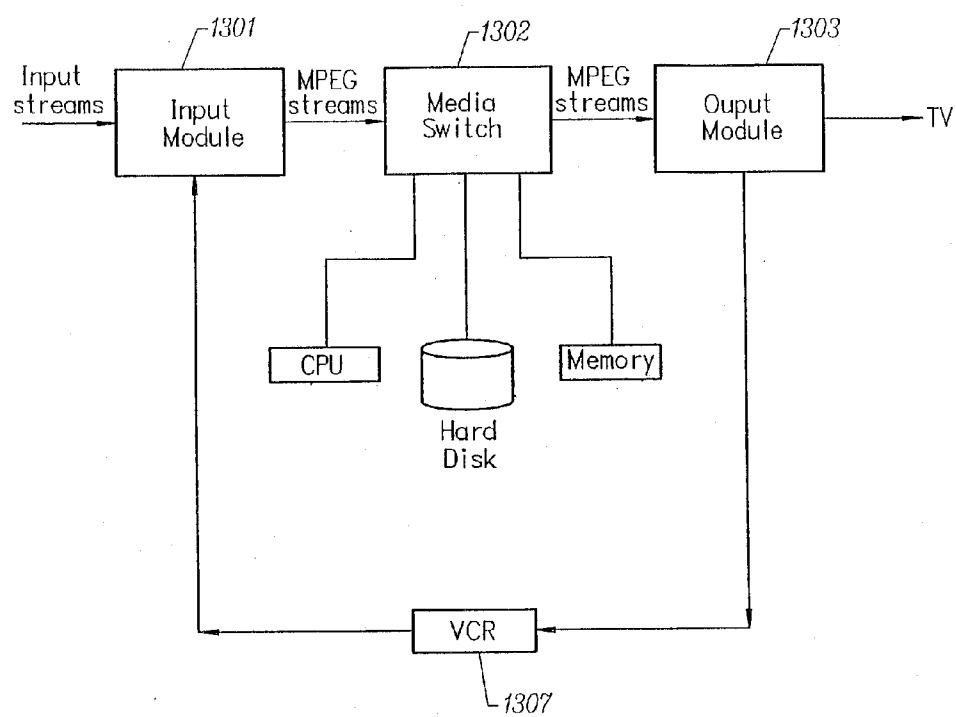 1301
1302
1303
Input
streams
Input
Module
MPEG
streams
Media
Switch
MPEG
streams
Ouput
Module
TV
CPU
Memory
Hard
Disk
VCR
1307